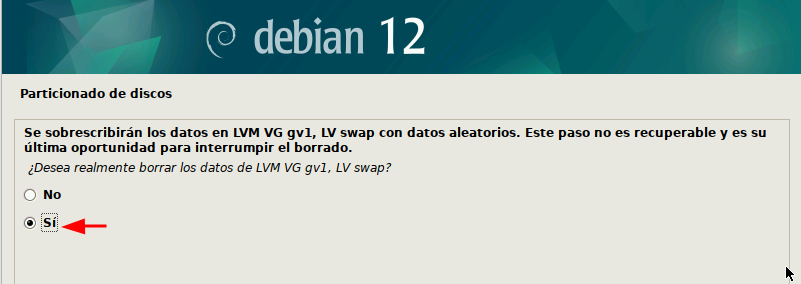 debian 12
Particionado de discos
Se sobrescribirán los datos en LVM VG gv1, LV swap con datos aleatorios. Este paso no es recuperable y es su
última oportunidad para interrumpir el borrado.
¿Desea realmente borrar los datos de LVM VG gv1, LV swap?
No
Sí